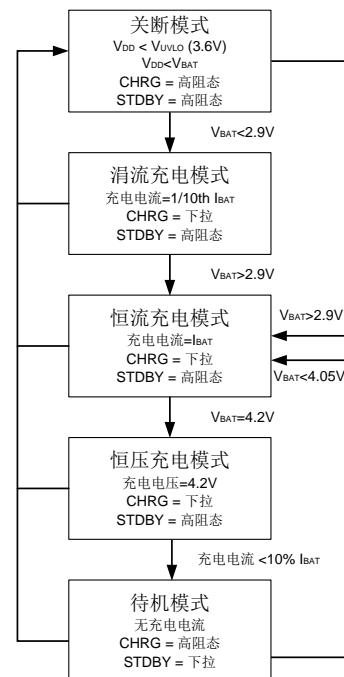 关断模式
VDD < VUVLO (3.6V)
VDD<VBAT
CHRG = 高阻态
STDBY = 高阻态
VBAT<2.9V
涓流充电模式
充电电流=1/10th IBAT
CHRG = 下拉
STDBY = 高阻态
VBAT>2.9V
恒流充电模式
充电电流=IBAT
CHRG = 下拉
STDBY = 高阻态
VBAT>2.9V
VBAT<4.05V
VBAT=4.2V
恒压充电模式
充电电压=4.2V
CHRG = 下拉
STDBY = 高阻态
充电电流 <10% IBAT
待机模式
无充电电流
CHRG = 高阻态
STDBY = 下拉